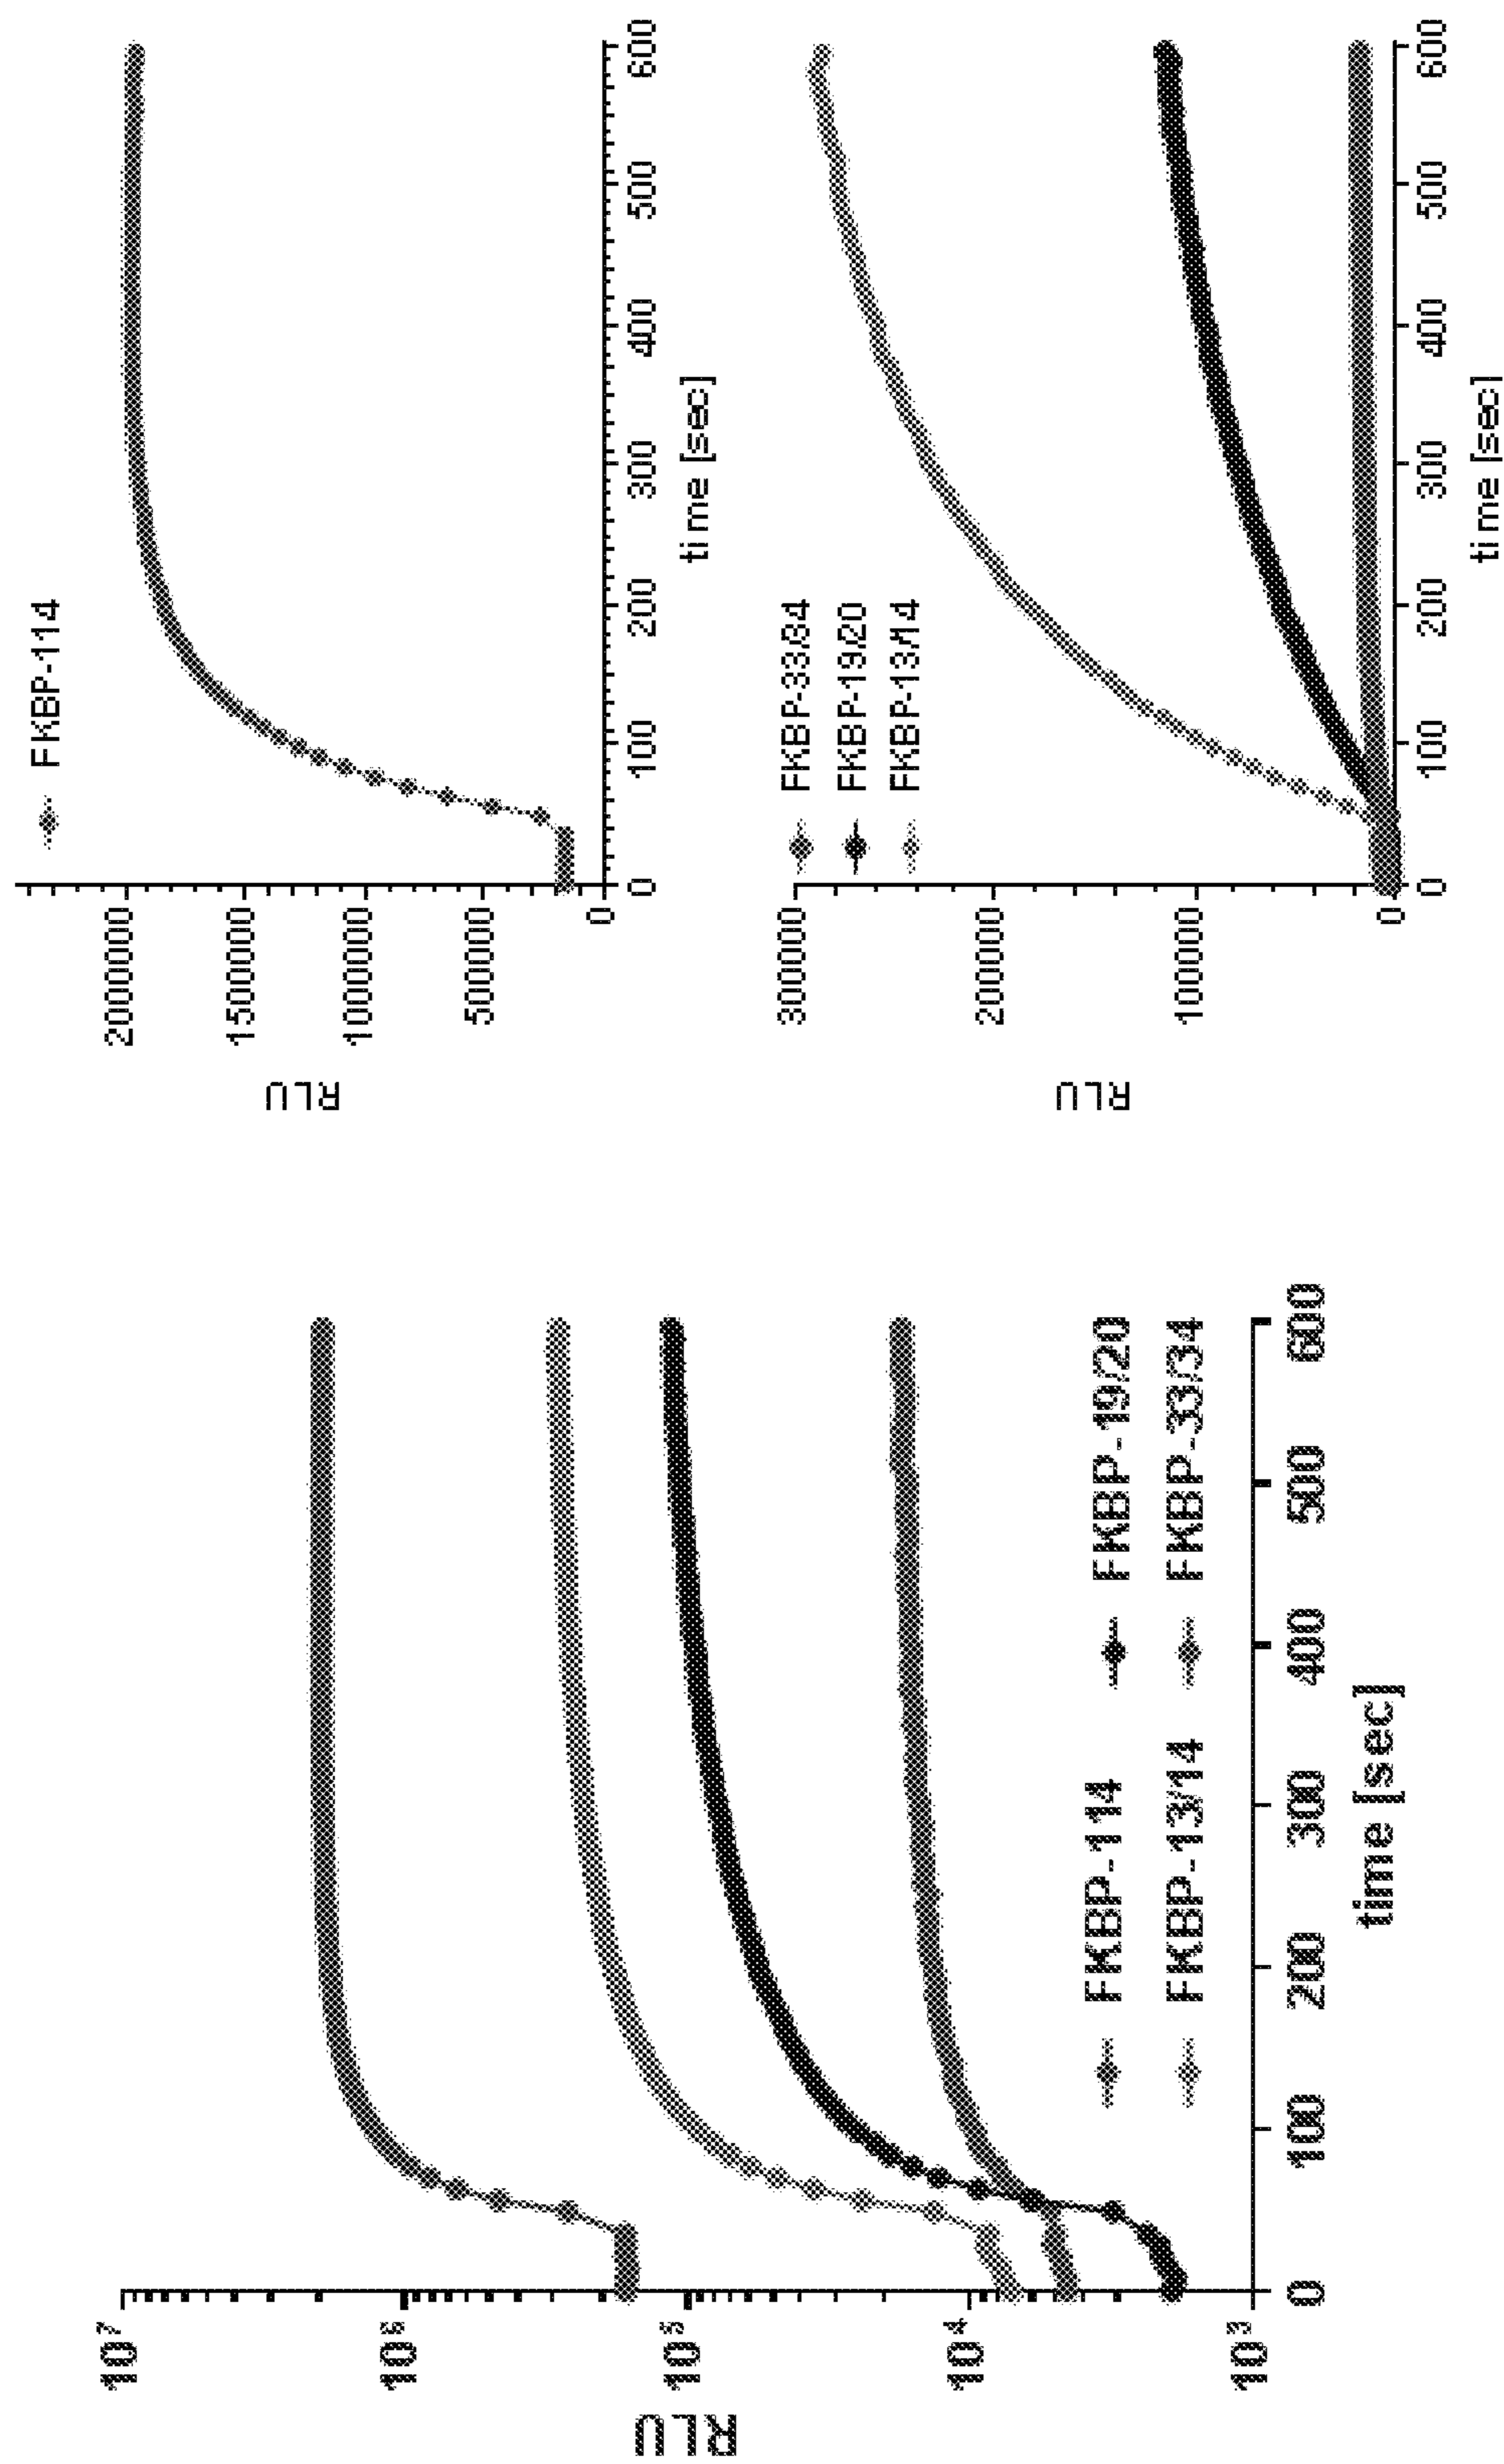 RLU
10⁷
10⁶
10⁵
10⁴
10³
0
100
200
300
400
500
600
time [sec]
FKBP-114
FKBP-19/20
FKBP-13/14
FKBP-33/34
RLU
2000000
1500000
1000000
500000
0
FKBP-114
0
100
200
300
400
500
600
time [sec]
RLU
300000
200000
100000
0
FKBP-33/34
FKBP-19/20
FKBP-13/14
0
100
200
300
400
500
600
time [sec]